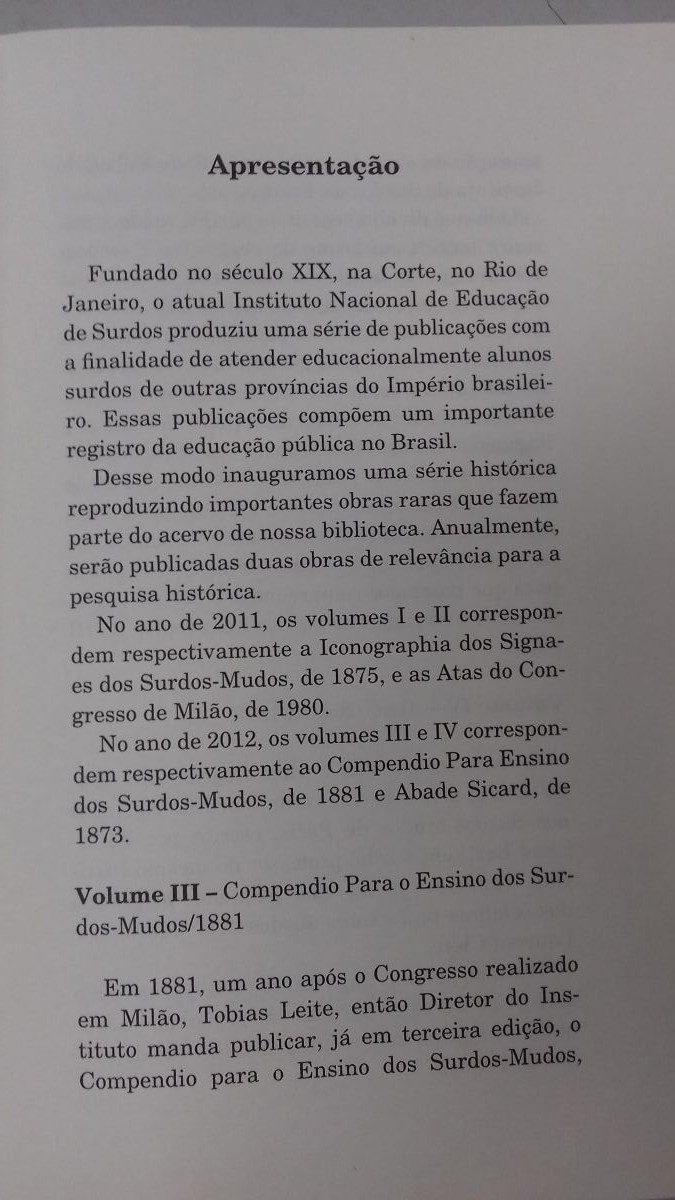 Apresentação
Fundado no século XIX, na Corte, no Rio de
Janeiro, o atual Instituto Nacional de Educação
de Surdos produziu uma série de publicações com
a finalidade de atender educacionalmente alunos
surdos de outras províncias do Império brasilei-
ro. Essas publicações compõem um importante
registro da educação pública no Brasil.
Desse modo inauguramos uma série histórica
reproduzindo importantes obras raras que fazem
parte do acervo de nossa biblioteca. Anualmente,
serão publicadas duas obras de relevância para a
pesquisa histórica.
No ano de 2011, os volumes I e II correspon-
dem respectivamente a Iconographia dos Signa-
es dos Surdos-Mudos, de 1875, e as Atas do Con-
gresso de Milão, de 1980.
No ano de 2012, os volumes III e IV correspon-
dem respectivamente ao Compendio Para Ensino
dos Surdos-Mudos, de 1881 e Abade Sicard, de
1873.
Volume III – Compendio Para o Ensino dos Sur-
dos-Mudos/1881
Em 1881, um ano após o Congresso realizado
em Milão, Tobias Leite, então Diretor do Ins-
tituto manda publicar, já em terceira edição, o
Compendio para o Ensino dos Surdos-Mudos,